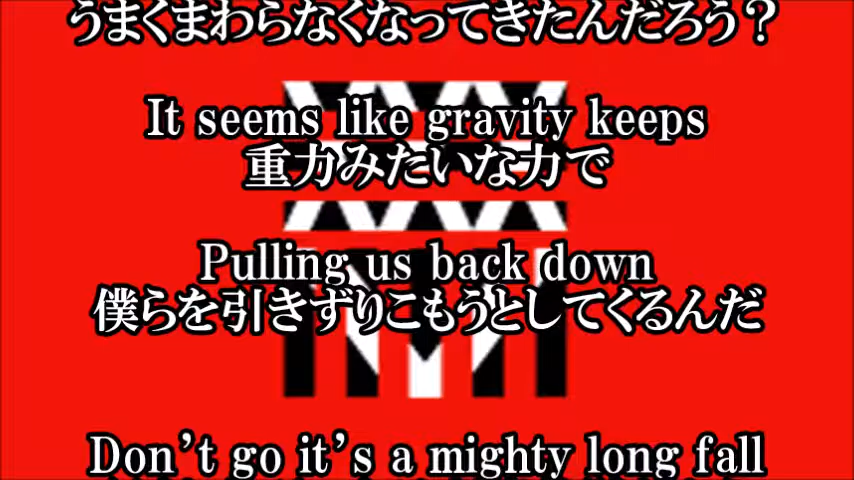 うまくまわらなくなってきたんだろう？
It seems like gravity keeps
重力みたいな力で
Pulling us back down
僕らを引きずりこもうとしてくるんだ
Don't go it's a mighty long fall